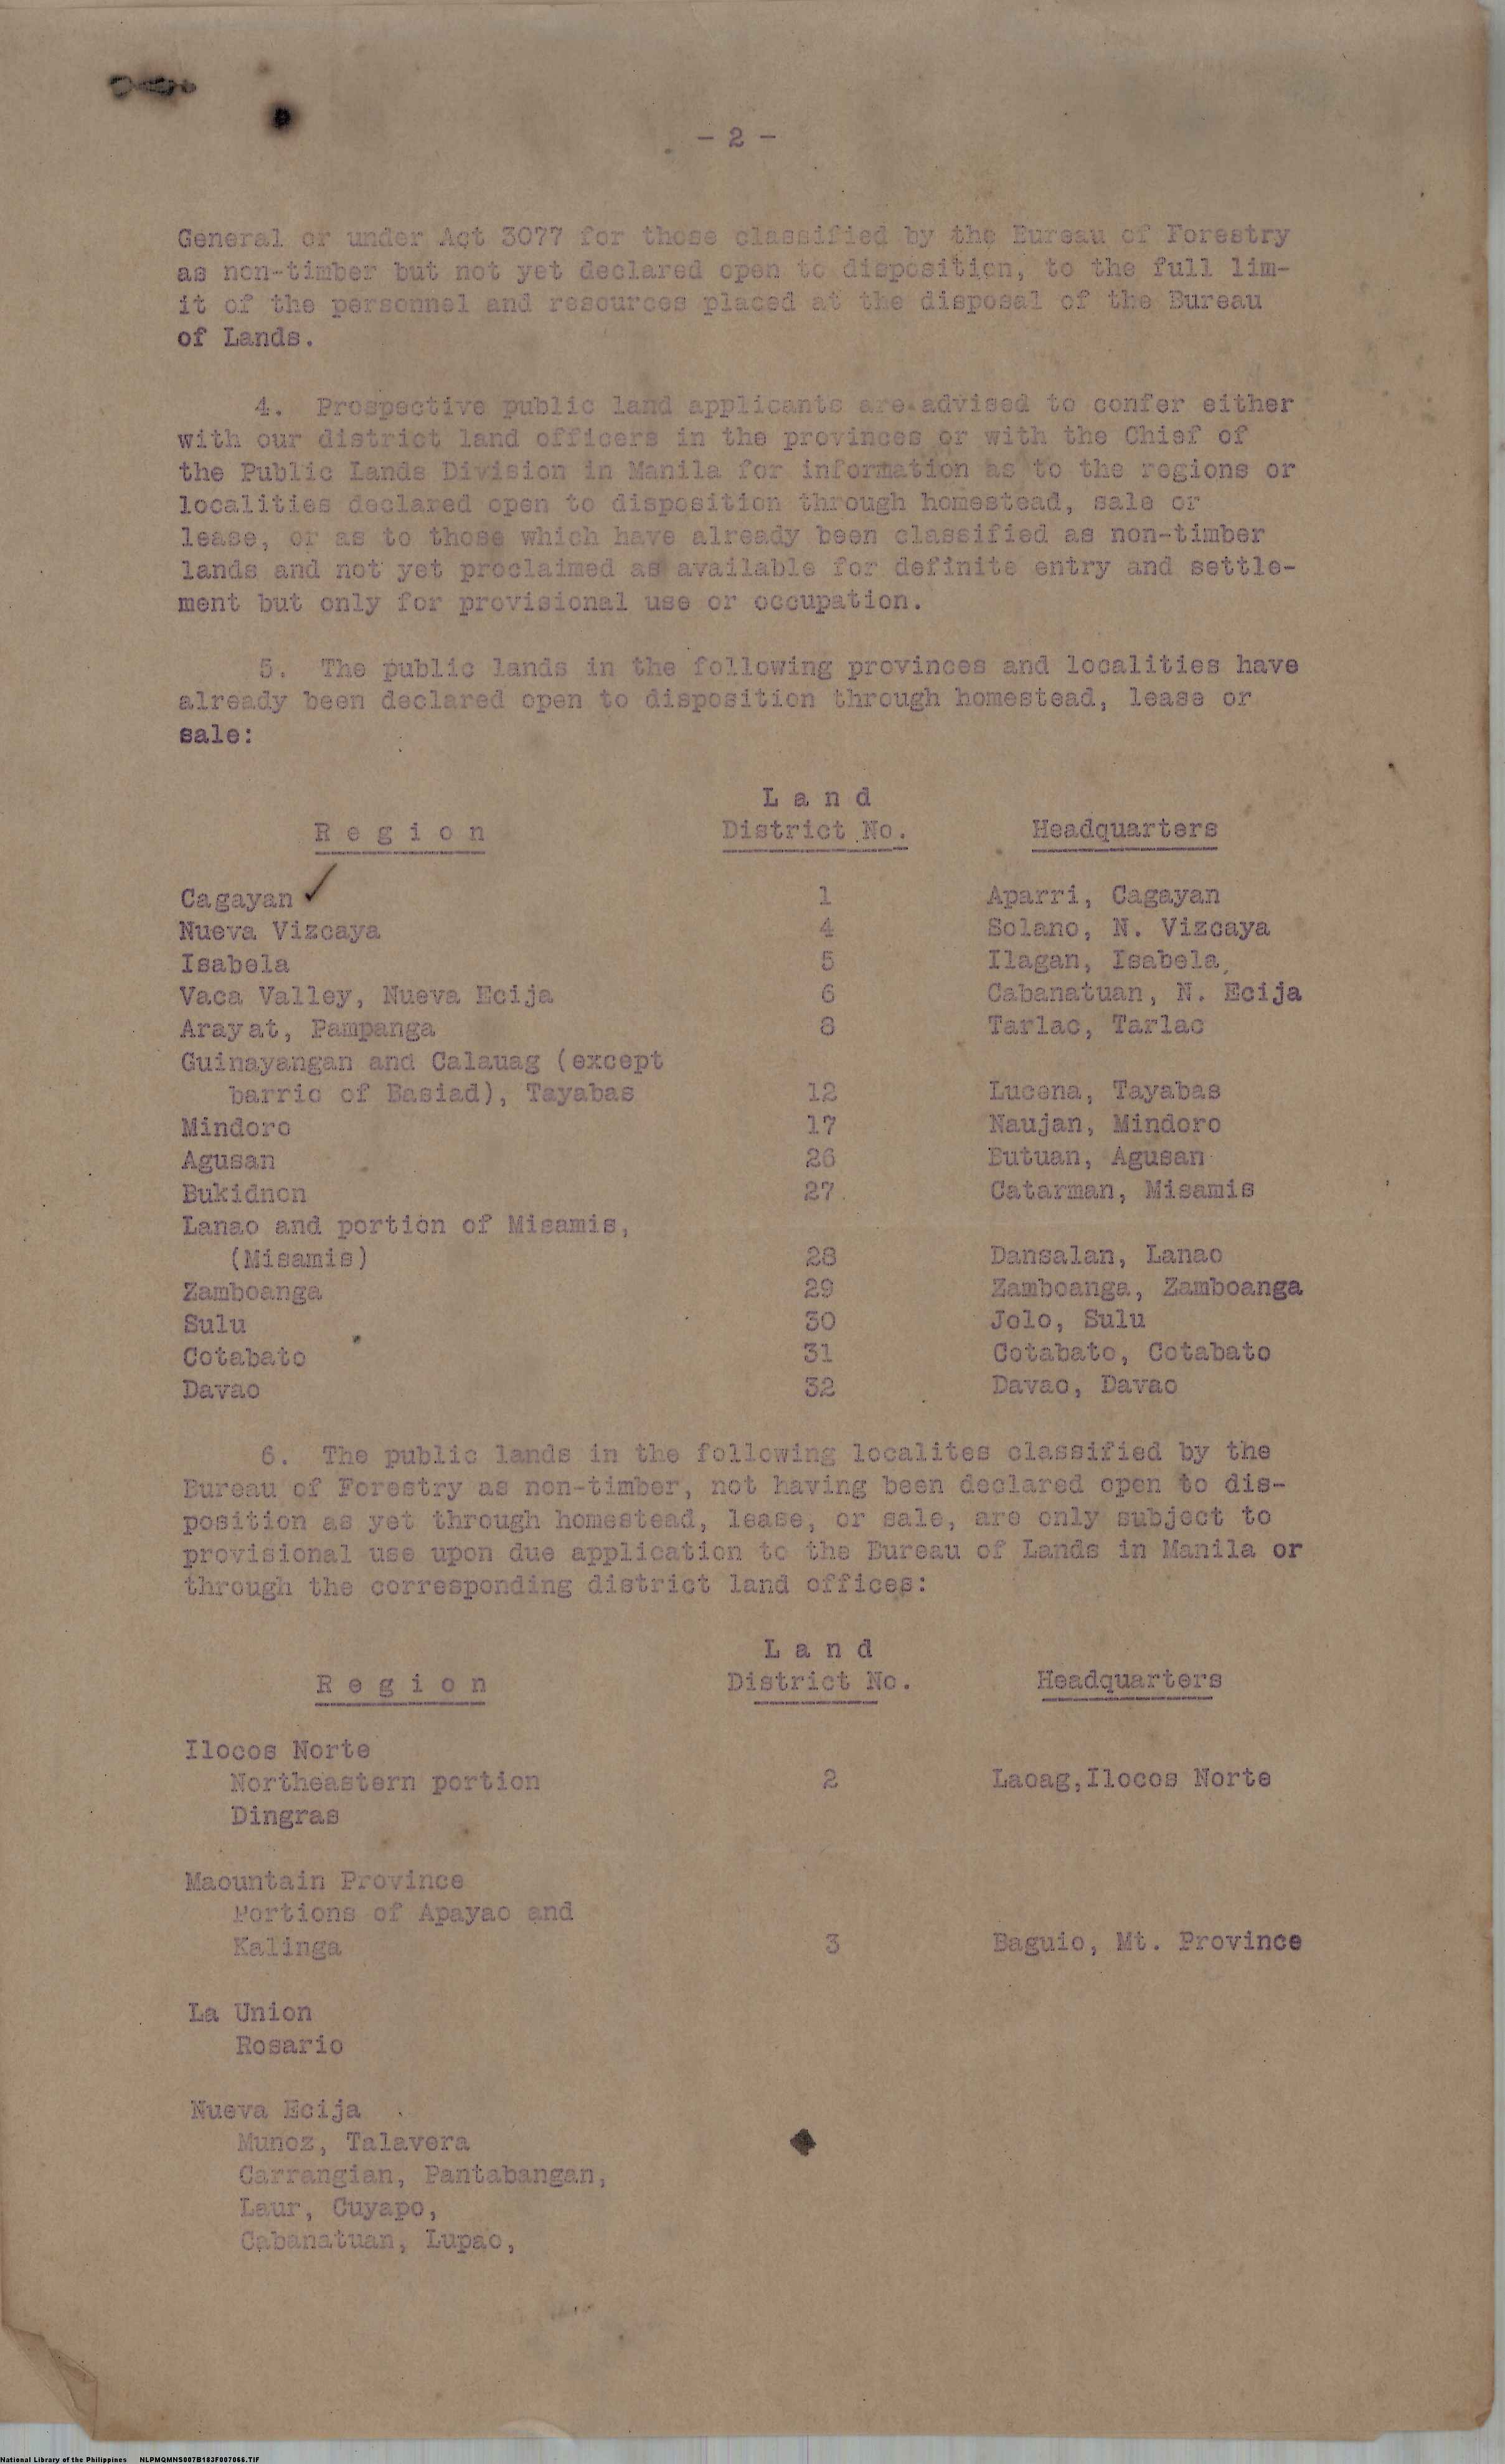 - 2 -
General or under Act 3077 for those classified by the Bureau of Forestry
as non-timber but not yet declared open to disposition, to the full lim-
it of the personnel and resources placed at the disposal of the Bureau
of Lands.
4. Prospective public land applicants are advised to confer either
with our district land officers in the provinces or with the Chief of
the Public Lands Division in Manila for information as to the regions or
localities declared open to disposition through homestead, sale or
lease, or as to those which have already been classified as non-timber
lands and not yet proclaimed as available for definite entry and settle-
ment but only for provisional use or occupation.
5. The public lands in the following provinces and localities have
already been declared open to disposition through homestead, lease or
sale:
L a n d
R e g i o n District No. Headquarters
Cagayan ✓ 1 Aparri, Cagayan
Nueva Vizcaya 4 Solano, N. Vizcaya
Isabela 5 Ilagan, Isabela
Vaca Valley, Nueva Ecija 6 Cabanatuan, N. Ecija
Arayat, Pampanga 8 Tarlac, Tarlac
Guinayangan and Calauag (except
barrio of Basiad), Tayabas 12 Lucena, Tayabas
Mindoro 17 Naujan, Mindoro
Agusan 26 Butuan, Agusan
Bukidnon 27 Catarman, Misamis
Lanao and portion of Misamis,
(Misamis) 28 Dansalan, Lanao
Zamboanga 29 Zamboanga, Zamboanga
Sulu 30 Jolo, Sulu
Cotabato 31 Cotabato, Cotabato
Davao 32 Davao, Davao
6. The public lands in the following localites classified by the
Bureau of Forestry as non-timber, not having been declared open to dis-
position as yet through homestead, lease, or sale, are only subject to
provisional use upon due application to the Bureau of Lands in Manila or
through the corresponding district land offices:
L a n d
R e g i o n District No. Headquarters
Ilocos Norte
Northeastern portion 2 Laoag,Ilocos Norte
Dingras
Maountain Province
Portions of Apayao and
Kalinga 3 Baguio, Mt. Province
La Union
Rosario
Nueva Ecija
Munoz, Talavera
Carrangian, Pantabangan,
Laur, Cuyapo,
Cabanatuan, Lupao,
National Library of the Philippines NLPMQMNS007B183F007066.TIF